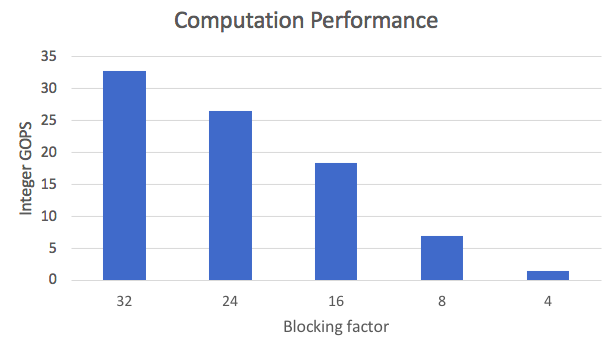 Computation Performance
Integer GOPS
35
30
25
20
15
10
5
0
32 24 16 8 4
Blocking factor